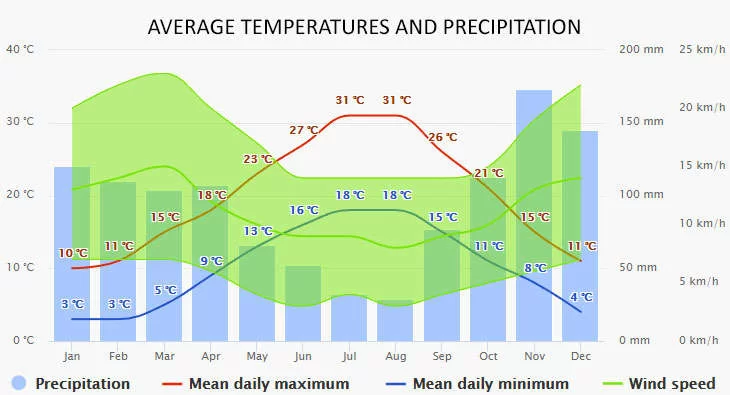 AVERAGE TEMPERATURES AND PRECIPITATION
40 °C 200 mm 25 km/h
31 °C 31 °C
30 °C 27 °C 26 °C 150 mm 20 km/h
23 °C 21 °C
20 °C 18 °C 18 °C 18 °C 100 mm 15 km/h
15 °C 16 °C 15 °C 15 °C
13 °C 10 km/h
10 °C 11 °C 11 °C 11 °C
10 °C 9 °C 8 °C 50 mm
3 °C 3 °C 5 °C 4 °C 5 km/h
0 °C 0 mm 0 km/h
Jan Feb Mar Apr May Jun Jul Aug Sep Oct Nov Dec
Precipitation Mean daily maximum Mean daily minimum Wind speed